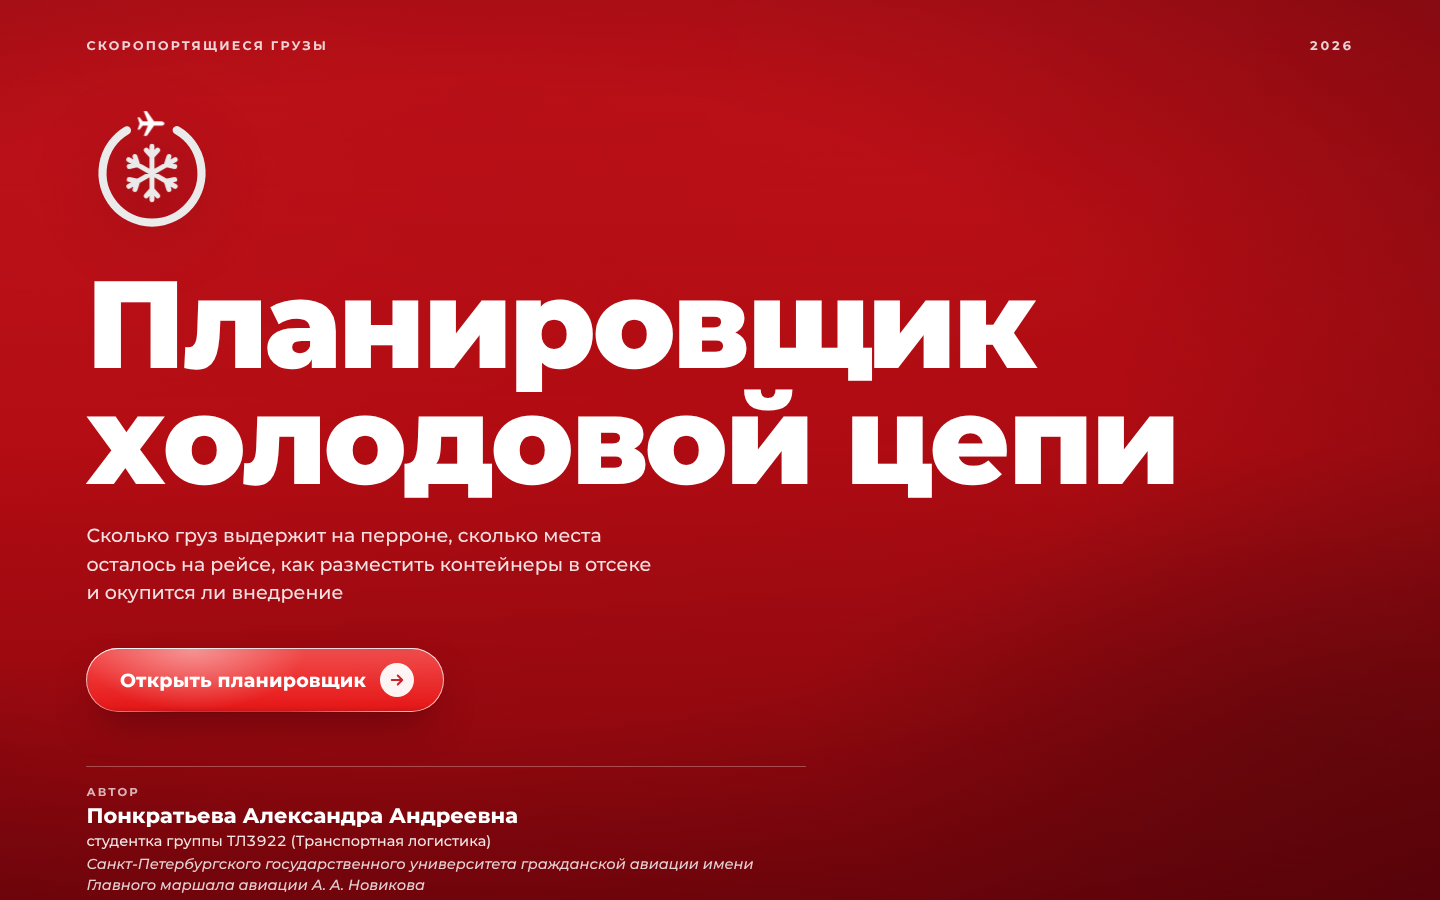 СКОРОПОРТЯЩИЕСЯ ГРУЗЫ
2026
Планировщик
холодовой цепи
Сколько груз выдержит на перроне, сколько места
осталось на рейсе, как разместить контейнеры в отсеке
и окупится ли внедрение
Открыть планировщик
АВТОР
Понкратьева Александра Андреевна
студентка группы ТЛ3922 (Транспортная логистика)
Санкт-Петербургского государственного университета гражданской авиации имени
Главного маршала авиации А. А. Новикова